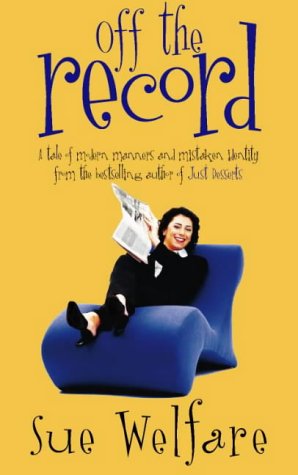 off the
record
A tale of modern manners and mistaken identity
from the bestselling author of Just Desserts
Sue Welfare